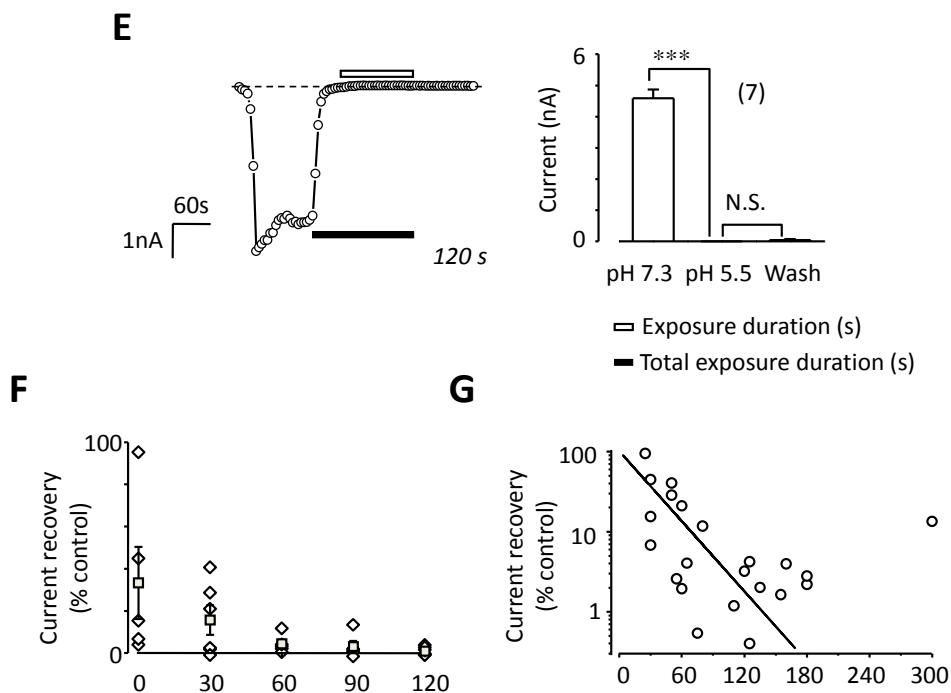 E
60s
1nA
120 s
Current (nA)
6
0
***
(7)
N.S.
pH 7.3 pH 5.5 Wash
Exposure duration (s)
Total exposure duration (s)
F
Current recovery
(% control)
100
0
0 30 60 90 120
G
Current recovery
(% control)
100
10
1
0 60 120 180 240 300